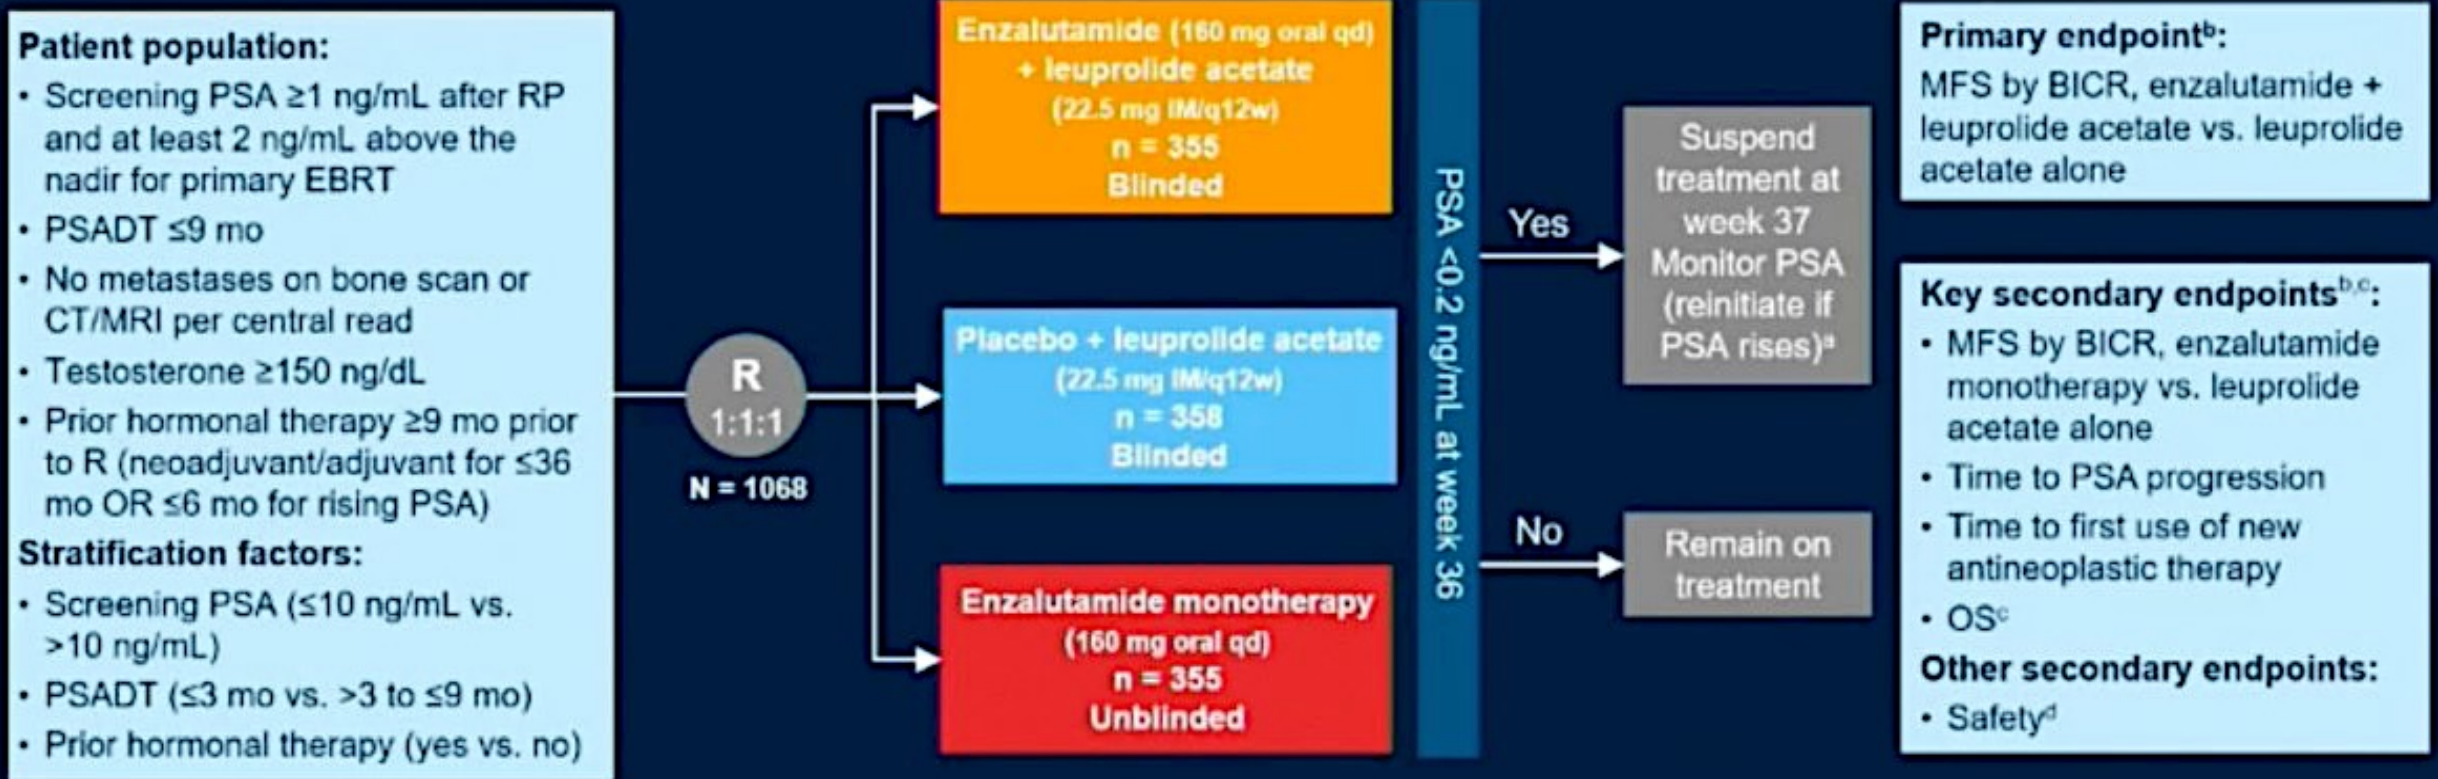 Patient population:
• Screening PSA ≥1 ng/mL after RP
and at least 2 ng/mL above the
nadir for primary EBRT
• PSADT ≤9 mo
• No metastases on bone scan or
CT/MRI per central read
• Testosterone ≥150 ng/dL
• Prior hormonal therapy ≥9 mo prior
to R (neoadjuvant/adjuvant for ≤36
mo OR ≤6 mo for rising PSA)
Stratification factors:
• Screening PSA (≤10 ng/mL vs.
>10 ng/mL)
• PSADT (≤3 mo vs. >3 to ≤9 mo)
• Prior hormonal therapy (yes vs. no)
R
1:1:1
N = 1068
Enzalutamide (160 mg oral qd)
+ leuprolide acetate
(22.5 mg IM/q12w)
n = 355
Blinded
Placebo + leuprolide acetate
(22.5 mg IM/q12w)
n = 358
Blinded
Enzalutamide monotherapy
(160 mg oral qd)
n = 355
Unblinded
PSA <0.2 ng/mL at week 36
Yes
Suspend
treatment at
week 37
Monitor PSA
(reinitiate if
PSA rises)ᵃ
No
Remain on
treatment
Primary endpointᵇ:
MFS by BICR, enzalutamide +
leuprolide acetate vs. leuprolide
acetate alone
Key secondary endpointsᵇ,ᶜ:
• MFS by BICR, enzalutamide
monotherapy vs. leuprolide
acetate alone
• Time to PSA progression
• Time to first use of new
antineoplastic therapy
• OSᶜ
Other secondary endpoints:
• Safetyᵈ